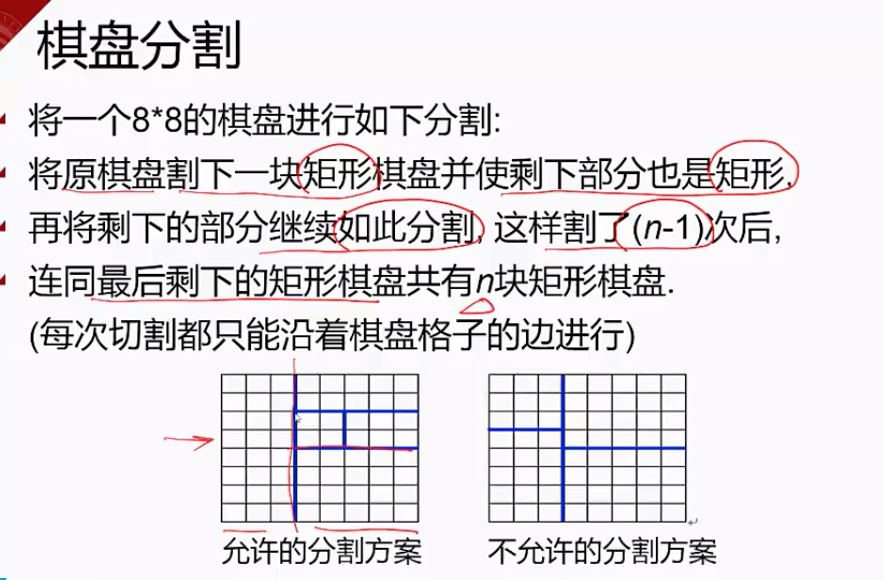 棋盘分割
将一个8*8的棋盘进行如下分割:
将原棋盘割下一块矩形棋盘并使剩下部分也是矩形,
再将剩下的部分继续如此分割, 这样割了(n-1)次后,
连同最后剩下的矩形棋盘共有n块矩形棋盘.
(每次切割都只能沿着棋盘格子的边进行)
允许的分割方案
不允许的分割方案